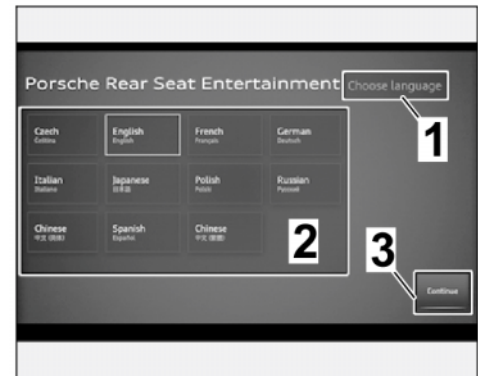 Porsche Rear Seat Entertainment Choose language
1
Czech
Čeština
English
English
French
Français
German
Deutsch
Italian
Italiano
Japanese
日本語
Polish
Polski
Russian
Русский
Chinese
Spanish
Español
Chinese
2
3
Continue